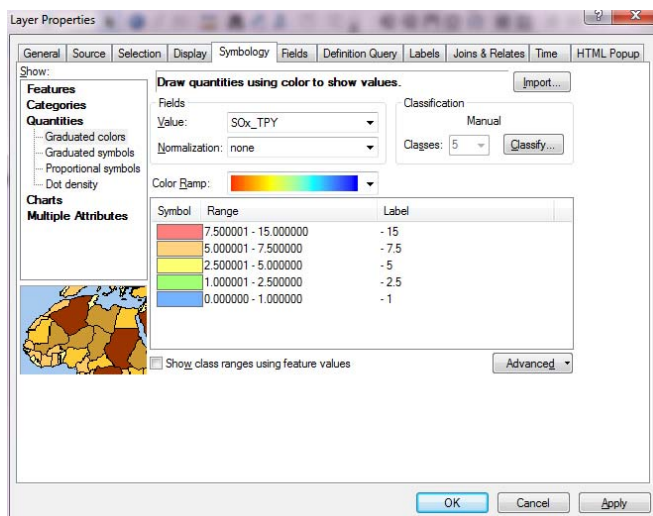 Layer Properties
General Source Selection Display Symbology Fields Definition Query Labels Joins & Relates Time HTML Popup
Show:
Features
Categories
Quantities
Graduated colors
Graduated symbols
Proportional symbols
Dot density
Charts
Multiple Attributes
Draw quantities using color to show values.
Import...
Fields
Value: SOx_TPY
Normalization: none
Classification
Manual
Classes: 5 Classify...
Color Ramp:
Symbol Range Label
7.500001 - 15.000000 - 15
5.000001 - 7.500000 - 7.5
2.500001 - 5.000000 - 5
1.000001 - 2.500000 - 2.5
0.000000 - 1.000000 - 1
Show class ranges using feature values
Advanced
OK Cancel Apply